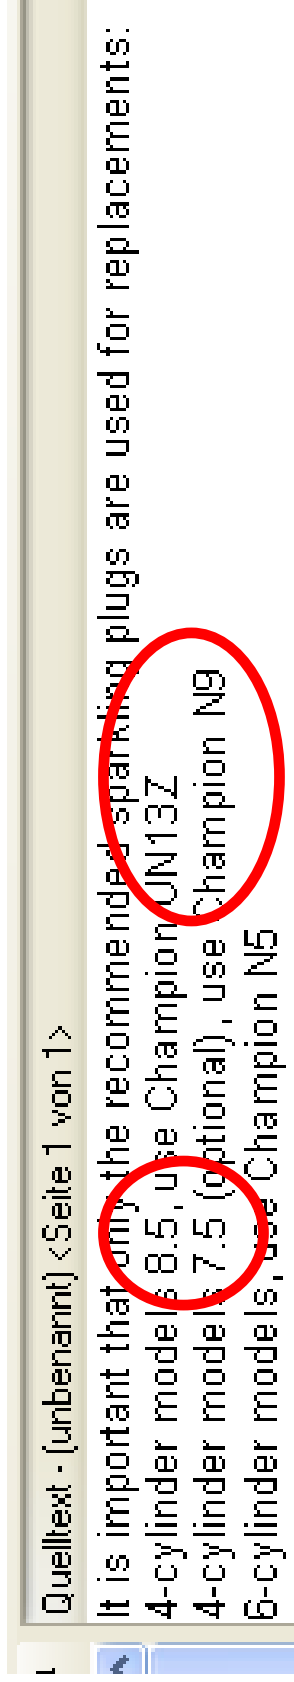 Quelltext - (unbenannt) <Seite 1 von 1>
It is important that only the recommended sparkling plugs are used for replacements:
4-cylinder models 8.5, use Champion UN13Z
4-cylinder models 7.5 (optional), use Champion N9
6-cylinder models, use Champion N5